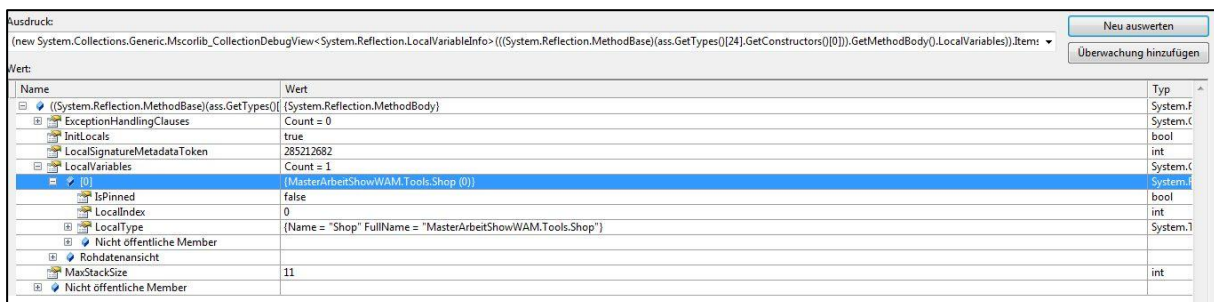 Ausdruck:
Neu auswerten
(new System.Collections.Generic.Mscorlib_CollectionDebugView<System.Reflection.LocalVariableInfo>(((System.Reflection.MethodBase)(ass.GetTypes()[24].GetConstructors()[0])).GetMethodBody().LocalVariables)).Items
Überwachung hinzufügen
Wert:
Name Wert Typ
((System.Reflection.MethodBase)(ass.GetTypes()[ {System.Reflection.MethodBody} System.F
ExceptionHandlingClauses Count = 0 System.C
InitLocals true bool
LocalSignatureMetadataToken 285212682 int
LocalVariables Count = 1 System.C
[0] {MasterArbeitShowWAM.Tools.Shop (0)} System.F
IsPinned false bool
LocalIndex 0 int
LocalType {Name = "Shop" FullName = "MasterArbeitShowWAM.Tools.Shop"} System.T
Nicht öffentliche Member
Rohdatenansicht
MaxStackSize 11 int
Nicht öffentliche Member